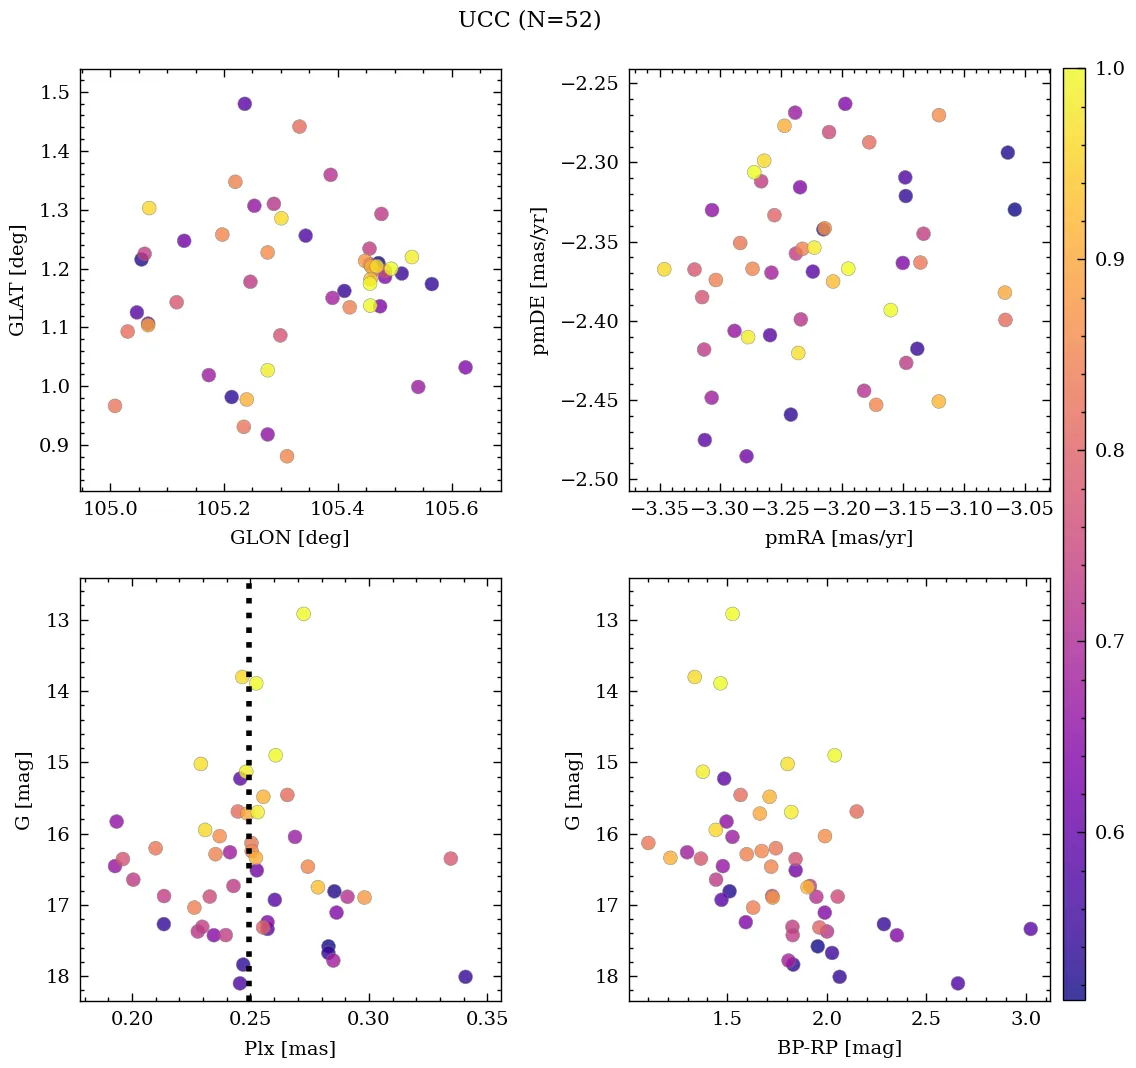 UCC (N=52)
1.5
1.4
1.3
1.2
1.1
1.0
0.9
GLAT [deg]
105.0 105.2 105.4 105.6
GLON [deg]
−2.25
−2.30
−2.35
−2.40
−2.45
−2.50
pmDE [mas/yr]
−3.35 −3.30 −3.25 −3.20 −3.15 −3.10 −3.05
pmRA [mas/yr]
1.0
0.9
0.8
0.7
0.6
13
14
15
16
17
18
G [mag]
0.20 0.25 0.30 0.35
Plx [mas]
13
14
15
16
17
18
G [mag]
1.5 2.0 2.5 3.0
BP-RP [mag]